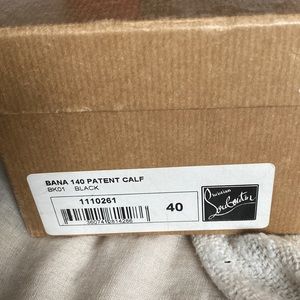 BANA 140 PATENT CALF
BK01 BLACK
1110261
40
Christian
Louboutin